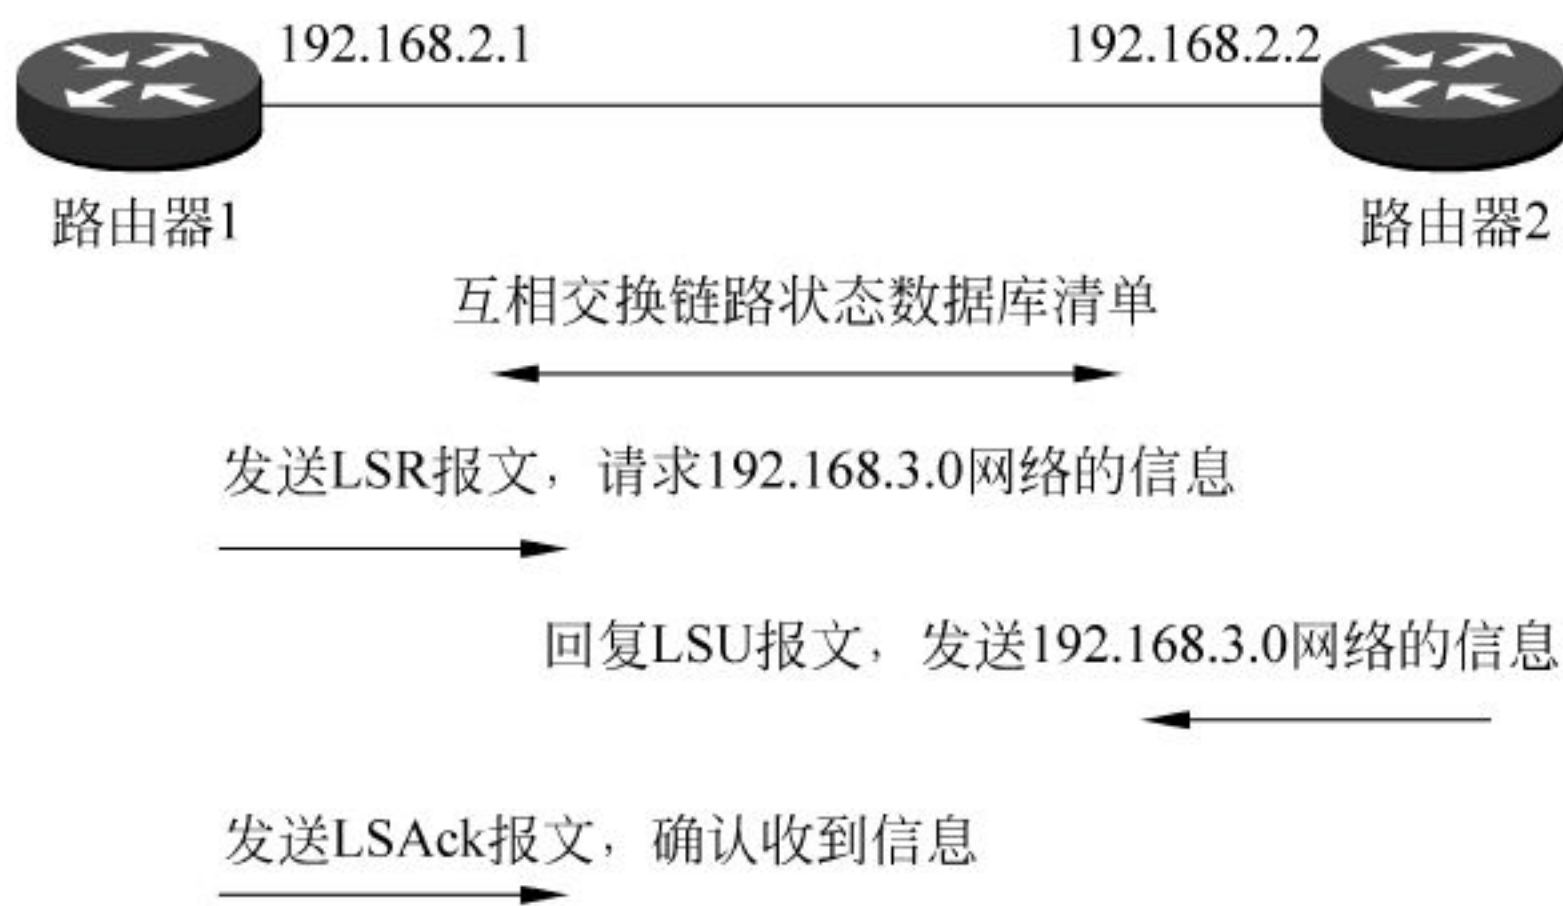 192.168.2.1
192.168.2.2
路由器1
路由器2
互相交换链路状态数据库清单
发送LSR报文，请求192.168.3.0网络的信息
回复LSU报文，发送192.168.3.0网络的信息
发送LSAck报文，确认收到信息